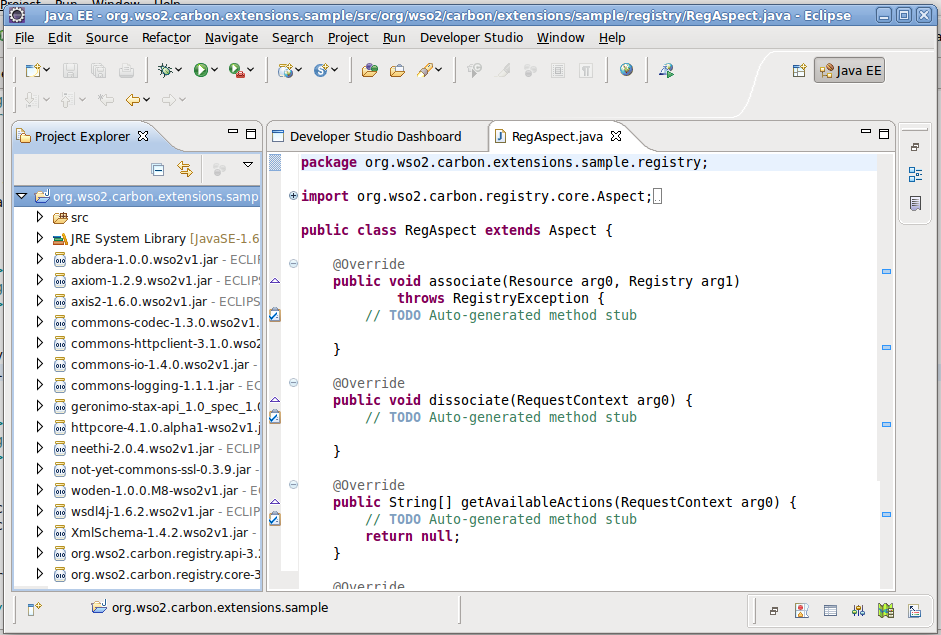 Java EE - org.wso2.carbon.extensions.sample/src/org/wso2/carbon/extensions/sample/registry/RegAspect.java - Eclipse
File Edit Source Refactor Navigate Search Project Run Developer Studio Window Help
Java EE
Project Explorer
org.wso2.carbon.extensions.samp
src
JRE System Library [JavaSE-1.6
abdera-1.0.0.wso2v1.jar - ECLIP
axiom-1.2.9.wso2v1.jar - ECLIPS
axis2-1.6.0.wso2v1.jar - ECLIPS
commons-codec-1.3.0.wso2v1.
commons-httpclient-3.1.0.wso2
commons-io-1.4.0.wso2v1.jar -
commons-logging-1.1.1.jar - EC
geronimo-stax-api_1.0_spec_1.0
httpcore-4.1.0.alpha1-wso2v1.j
neethi-2.0.4.wso2v1.jar - ECLIP
not-yet-commons-ssl-0.3.9.jar -
woden-1.0.0.M8-wso2v1.jar - E
wsdl4j-1.6.2.wso2v1.jar - ECLIP
XmlSchema-1.4.2.wso2v1.jar -
org.wso2.carbon.registry.api-3.
org.wso2.carbon.registry.core-3
Developer Studio Dashboard
RegAspect.java
package org.wso2.carbon.extensions.sample.registry;
import org.wso2.carbon.registry.core.Aspect;
public class RegAspect extends Aspect {
@Override
public void associate(Resource arg0, Registry arg1)
throws RegistryException {
// TODO Auto-generated method stub
}
@Override
public void dissociate(RequestContext arg0) {
// TODO Auto-generated method stub
}
@Override
public String[] getAvailableActions(RequestContext arg0) {
// TODO Auto-generated method stub
return null;
}
@Override
org.wso2.carbon.extensions.sample